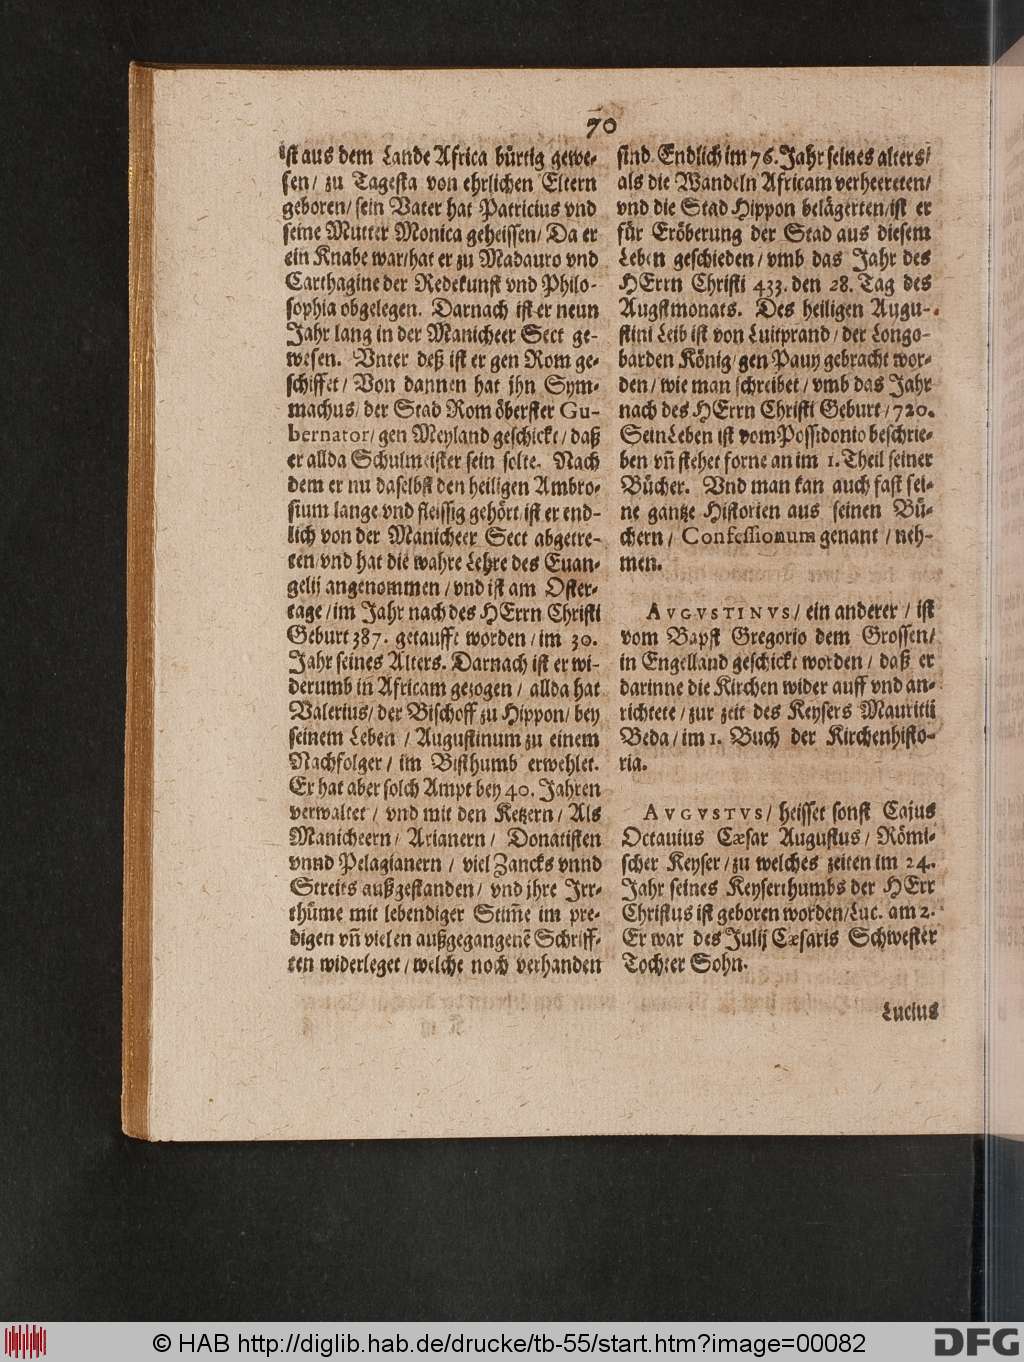 70
ist aus dem Lande Africa bürtig gewe-
sen/ zu Tagesta von ehrlichen Eltern
geboren/ sein Vater hat Patricius vnd
seine Mutter Monica geheissen/ Da er
ein Knabe war/ hat er zu Madauro vnd
Carthagine der Redekunst vnd Philo-
sophia obgelegen. Darnach ist er neun
Jahr lang in der Manicheer Sect ge-
wesen. Vnter deß ist er gen Rom ge-
schiffet/ Von dannen hat ihn Sym-
machus/ der Stad Rom öberster Gu-
bernator/ gen Meyland geschickt/ daß
er allda Schulmeister sein solte. Nach
dem er nu daselbst den heiligen Ambro-
sium lange vnd fleissig gehört/ ist er end-
lich von der Manicheer Sect abgetre-
ten/ vnd hat die wahre Lehre des Euan-
gelij angenommen/ vnd ist am Oster-
tage/ im Jahr nach des HErrn Christi
Geburt 387. getaufft worden/ im 30.
Jahr seines Alters. Darnach ist er wi-
derumb in Africam gezogen/ allda hat
Valerius/ der Bischoff zu Hippon/ bey
seinem Leben/ Augustinum zu einem
Nachfolger/ im Bisthumb erwehlet.
Er hat aber solch Ampt bey 40. Jahren
verwaltet/ vnd mit den Ketzern/ Als
Manicheern/ Arianern/ Donatisten
vnnd Pelagianern/ viel Zancks vnnd
Streits außgestanden/ vnd jhre Irr-
thüme mit lebendiger Stim̃e im pre-
digen vn̄ vielen außgegangenẽ Schriff-
ten widerleget/ welche noch verhanden
sind. Endlich im 76. Jahr seines alters/
als die Wandeln Africam verheereten/
vnd die Stad Hippon belägerten/ ist er
für Eröberung der Stad aus diesem
Leben geschieden/ vmb das Jahr des
HErrn Christi 433. den 28. Tag des
Augstmonats. Des heiligen Augu-
stini Leib ist von Luitprand/ der Longo-
barden König/ gen Pauy gebracht wor-
den/ wie man schreibet/ vmb das Jahr
nach des HErrn Christi Geburt/ 720.
Sein Leben ist vom Possidonio beschrie-
ben vn̄ stehet forne an im 1. Theil seiner
Bücher. Vnd man kan auch fast sei-
ne gantze Historien aus seinen Bü-
chern/ Confessionum genant/ neh-
men.
AVGVSTINVS/ ein anderer/ ist
vom Bapst Gregorio dem Grossen/
in Engelland geschickt worden/ daß er
darinne die Kirchen wider auff vnd an-
richtete/ zur zeit des Keysers Mauritii
Beda/ im 1. Buch der Kirchenhisto-
ria.
AVGVSTVS/ heisset sonst Cajus
Octauius Cæsar Augustus/ Römi-
scher Keyser/ zu welches zeiten im 24.
Jahr seines Keyserthumbs der HErr
Christus ist geboren worden/ Luc. am 2.
Er war des Julij Cæsaris Schwester
Tochter Sohn.
Lucius
© HAB http://diglib.hab.de/drucke/tb-55/start.htm?image=00082
DFG